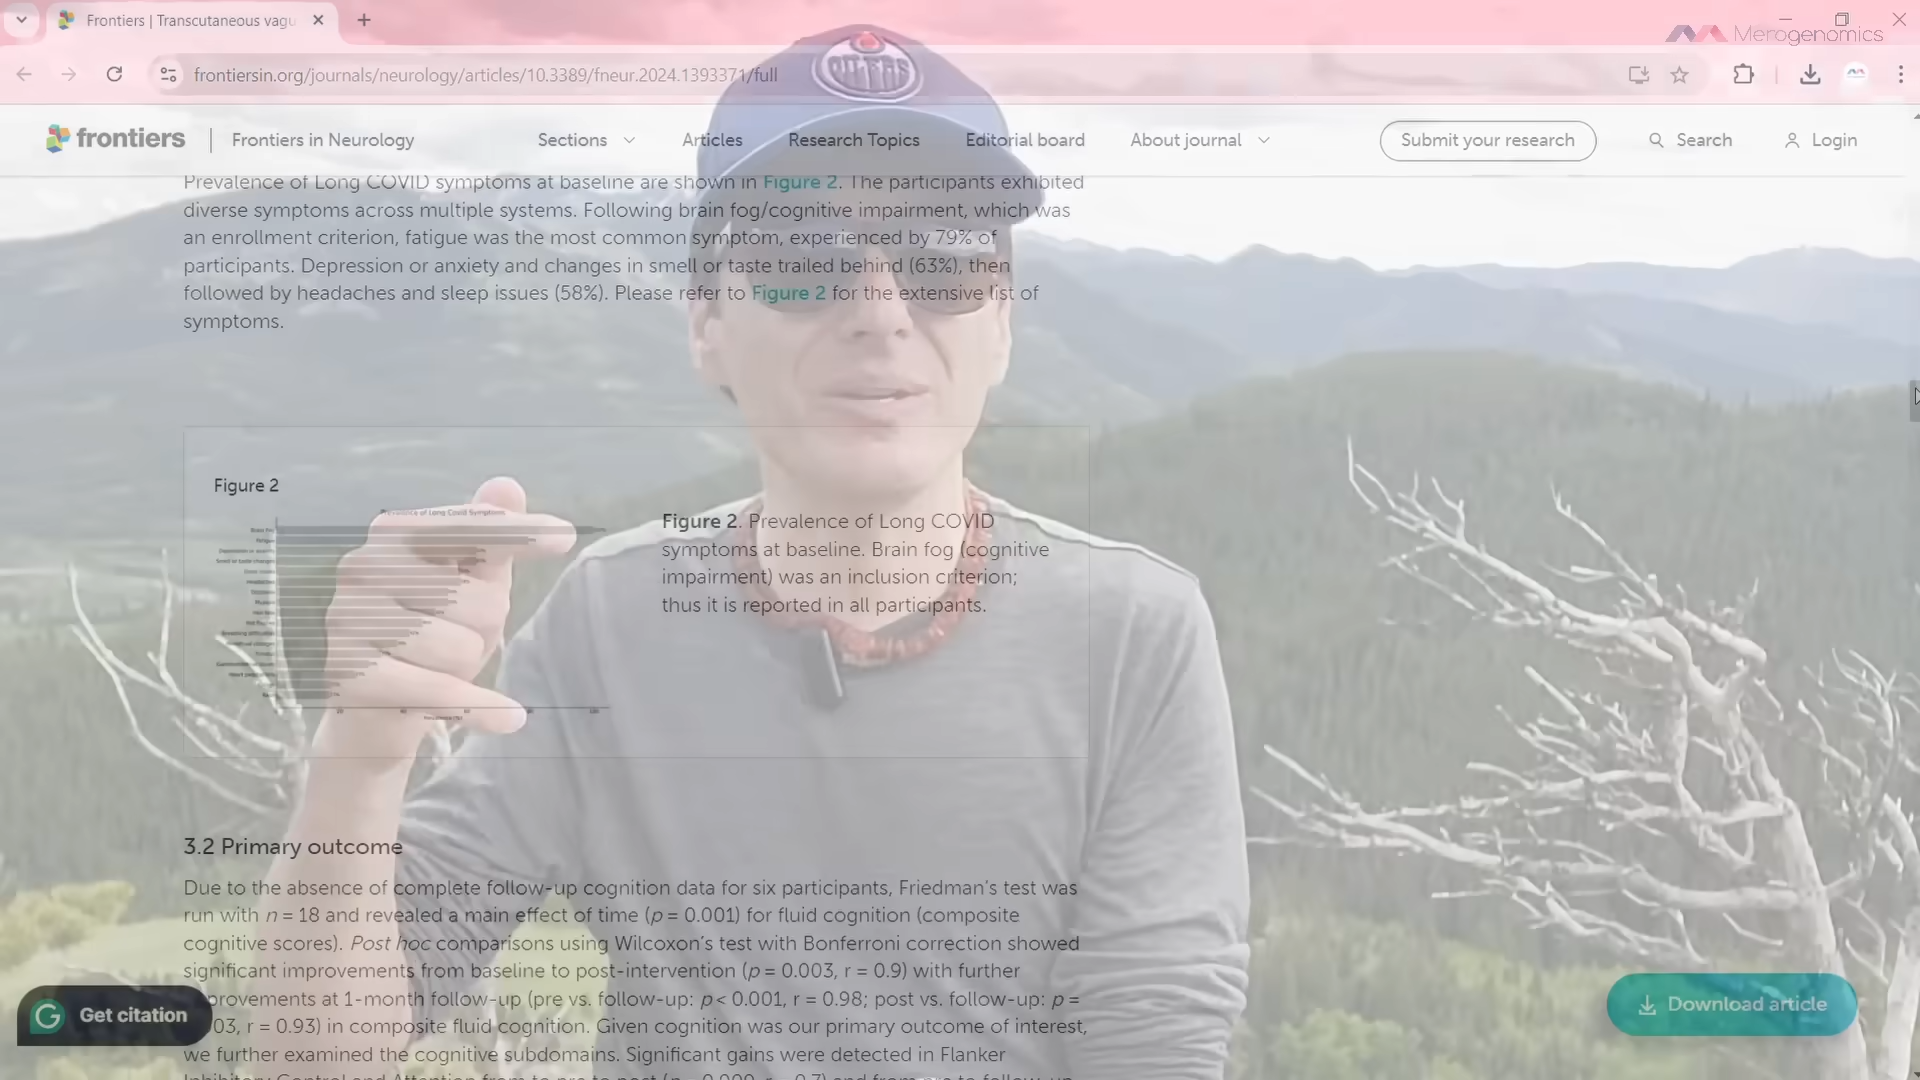 Frontiers | Transcutaneous vagu
Merogenomics
frontiersin.org/journals/neurology/articles/10.3389/fneur.2024.1393371/full
frontiers
Frontiers in Neurology
Sections
Articles
Research Topics
Editorial board
About journal
Submit your research
Search
Login
OILERS
Prevalence of Long COVID symptoms at baseline are shown in Figure 2. The participants exhibited
diverse symptoms across multiple systems. Following brain fog/cognitive impairment, which was
an enrollment criterion, fatigue was the most common symptom, experienced by 79% of
participants. Depression or anxiety and changes in smell or taste trailed behind (63%), then
followed by headaches and sleep issues (58%). Please refer to Figure 2 for the extensive list of
symptoms.
Figure 2
Prevalence of Long Covid Symptoms
Figure 2. Prevalence of Long COVID
symptoms at baseline. Brain fog (cognitive
impairment) was an inclusion criterion;
thus it is reported in all participants.
3.2 Primary outcome
Due to the absence of complete follow-up cognition data for six participants, Friedman's test was
run with n = 18 and revealed a main effect of time (p = 0.001) for fluid cognition (composite
cognitive scores). Post hoc comparisons using Wilcoxon's test with Bonferroni correction showed
significant improvements from baseline to post-intervention (p = 0.003, r = 0.9) with further
provements at 1-month follow-up (pre vs. follow-up: p < 0.001, r = 0.98; post vs. follow-up: p =
03, r = 0.93) in composite fluid cognition. Given cognition was our primary outcome of interest,
we further examined the cognitive subdomains. Significant gains were detected in Flanker
Get citation
Download article